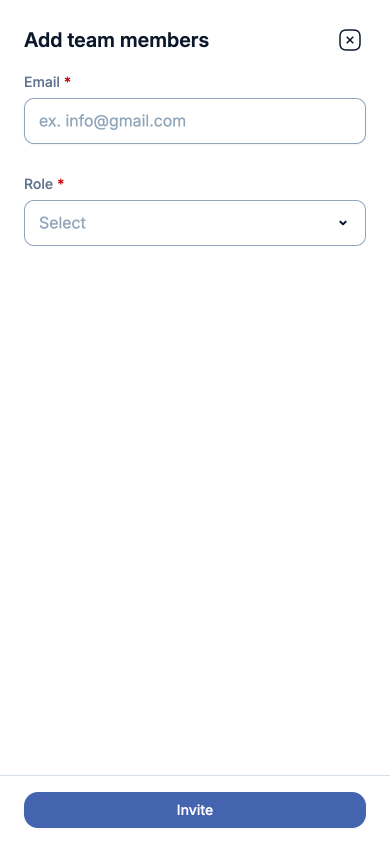 Add team members
Email *
ex. info@gmail.com
Role *
Select
Invite